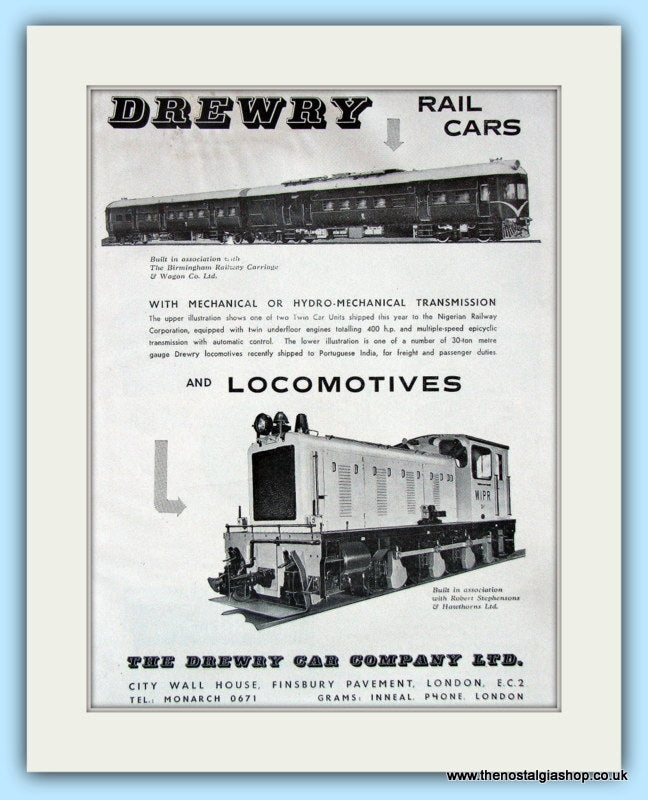 DREWRY RAIL
CARS
Built in association with
The Birmingham Railway Carriage
& Wagon Co. Ltd.
WITH MECHANICAL OR HYDRO-MECHANICAL TRANSMISSION
The upper illustration shows one of two Twin Car Units shipped this year to the Nigerian Railway
Corporation, equipped with twin underfloor engines totalling 400 h.p. and multiple-speed epicyclic
transmission with automatic control. The lower illustration is one of a number of 30-ton metre
gauge Drewry locomotives recently shipped to Portuguese India, for freight and passenger duties.
AND LOCOMOTIVES
WIPR
Built in association
with Robert Stephensons
& Hawthorns Ltd.
THE DREWRY CAR COMPANY LTD.
CITY WALL HOUSE, FINSBURY PAVEMENT, LONDON, E.C.2
TEL.: MONARCH 0671 GRAMS: INNEAL, PHONE, LONDON
www.thenostalgiashop.co.uk